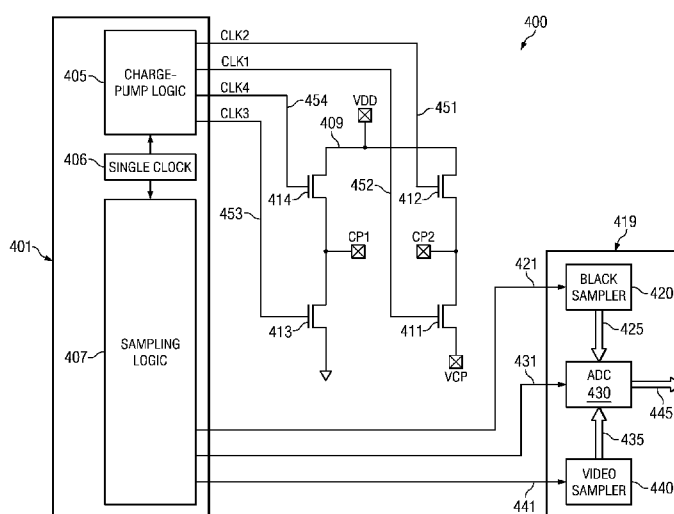 400
401
405
CHARGE-
PUMP LOGIC
CLK2
CLK1
CLK4
CLK3
406
SINGLE CLOCK
407
SAMPLING
LOGIC
454
453
452
451
VDD
409
414
412
CP1
CP2
413
411
VCP
419
421
BLACK
SAMPLER
420
425
431
ADC
430
445
435
VIDEO
SAMPLER
440
441